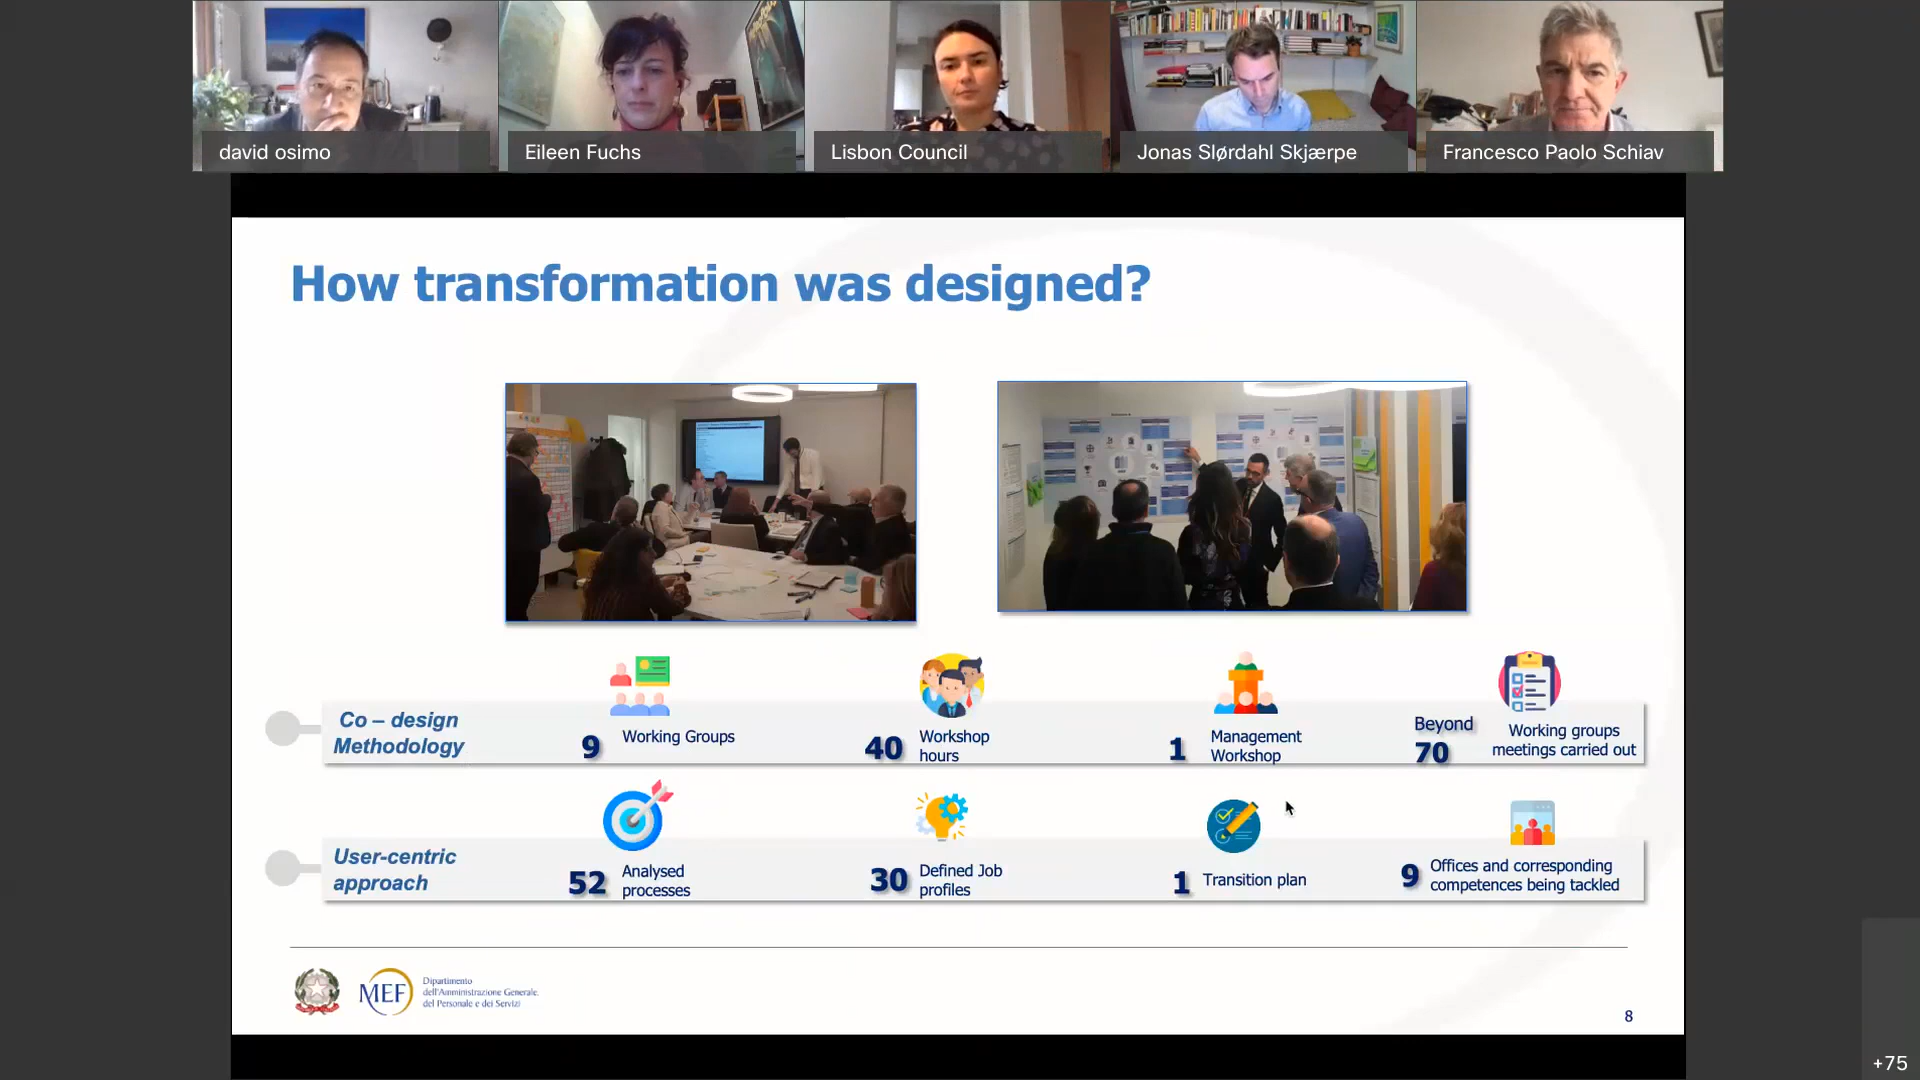 david osimo
Eileen Fuchs
Lisbon Council
Jonas Slørdahl Skjærpe
Francesco Paolo Schiav
How transformation was designed?
Co – design
Methodology
9 Working Groups
40 Workshop
hours
1 Management
Workshop
Beyond
70
Working groups
meetings carried out
User-centric
approach
52 Analysed
processes
30 Defined Job
profiles
1 Transition plan
9 Offices and corresponding
competences being tackled
MEF
Dipartimento
dell'Amministrazione Generale,
del Personale e dei Servizi
8
+75